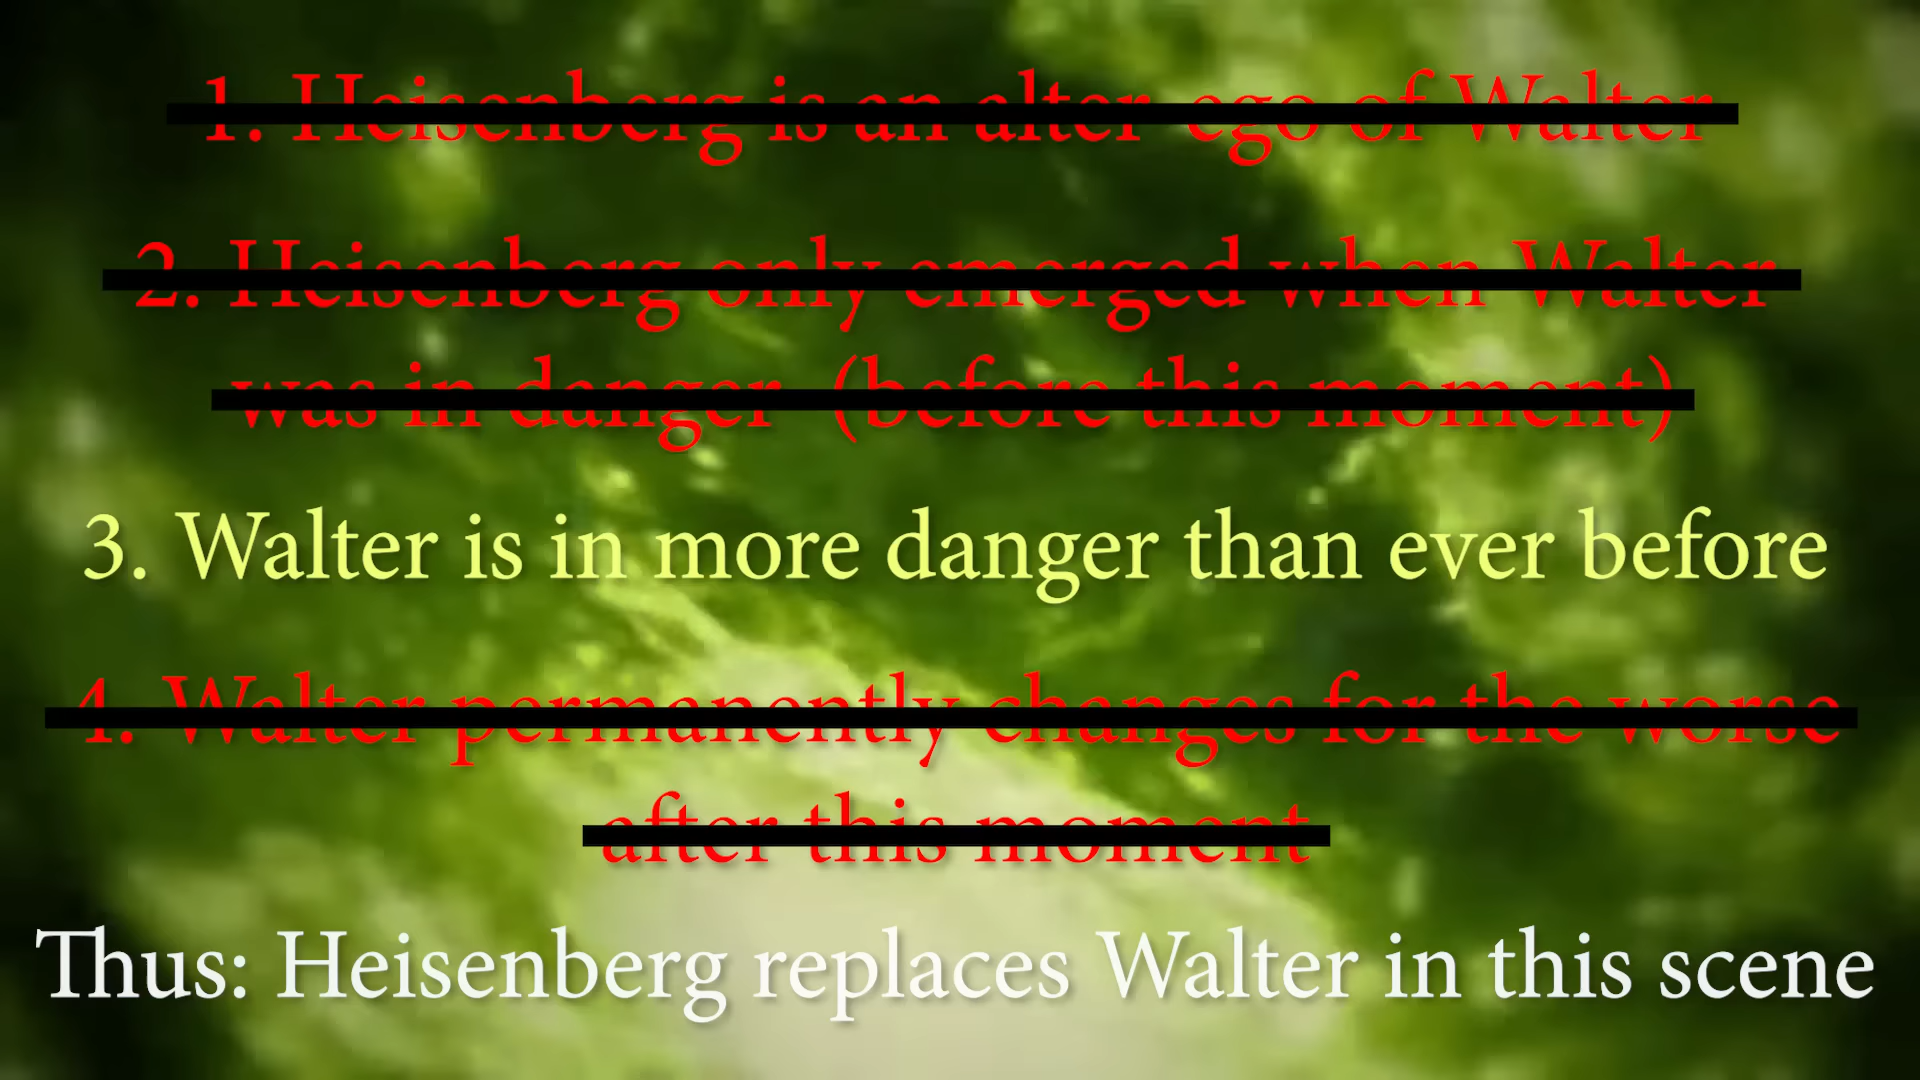 1. Heisenberg is an alter-ego of Walter
2. Heisenberg only emerged when Walter
was in danger (before this moment)
3. Walter is in more danger than ever before
4. Walter permanently changes for the worse
after this moment
Thus: Heisenberg replaces Walter in this scene